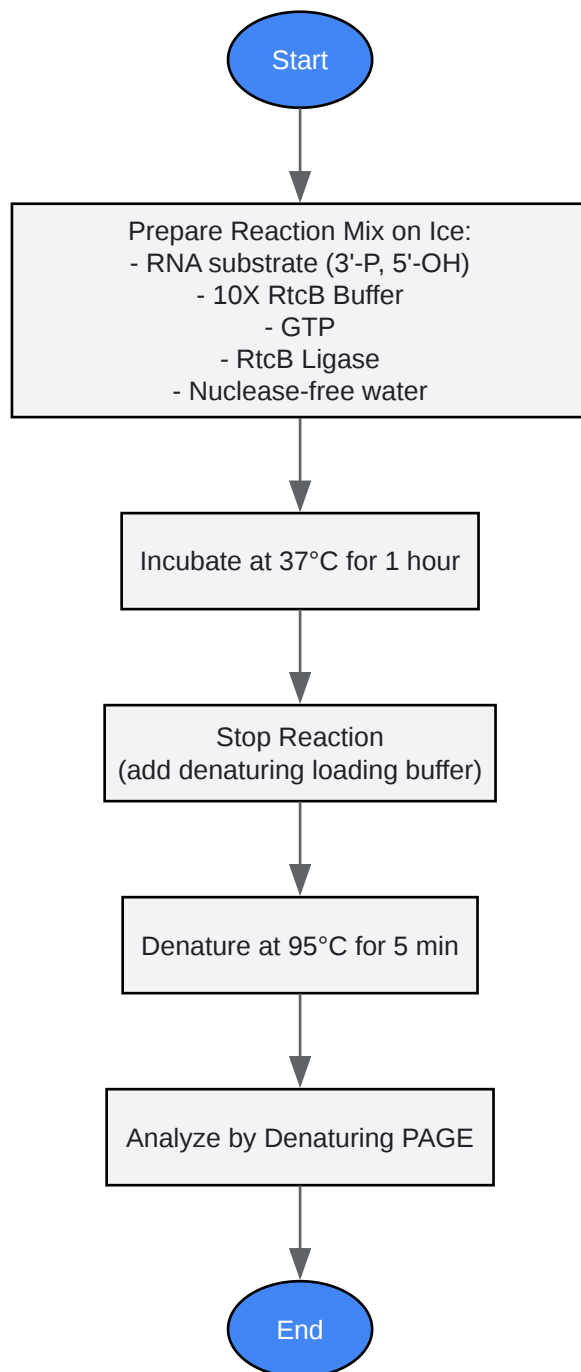 Start
Prepare Reaction Mix on Ice:
- RNA substrate (3'-P, 5'-OH)
- 10X RtcB Buffer
- GTP
- RtcB Ligase
- Nuclease-free water
Incubate at 37°C for 1 hour
Stop Reaction
(add denaturing loading buffer)
Denature at 95°C for 5 min
Analyze by Denaturing PAGE
End